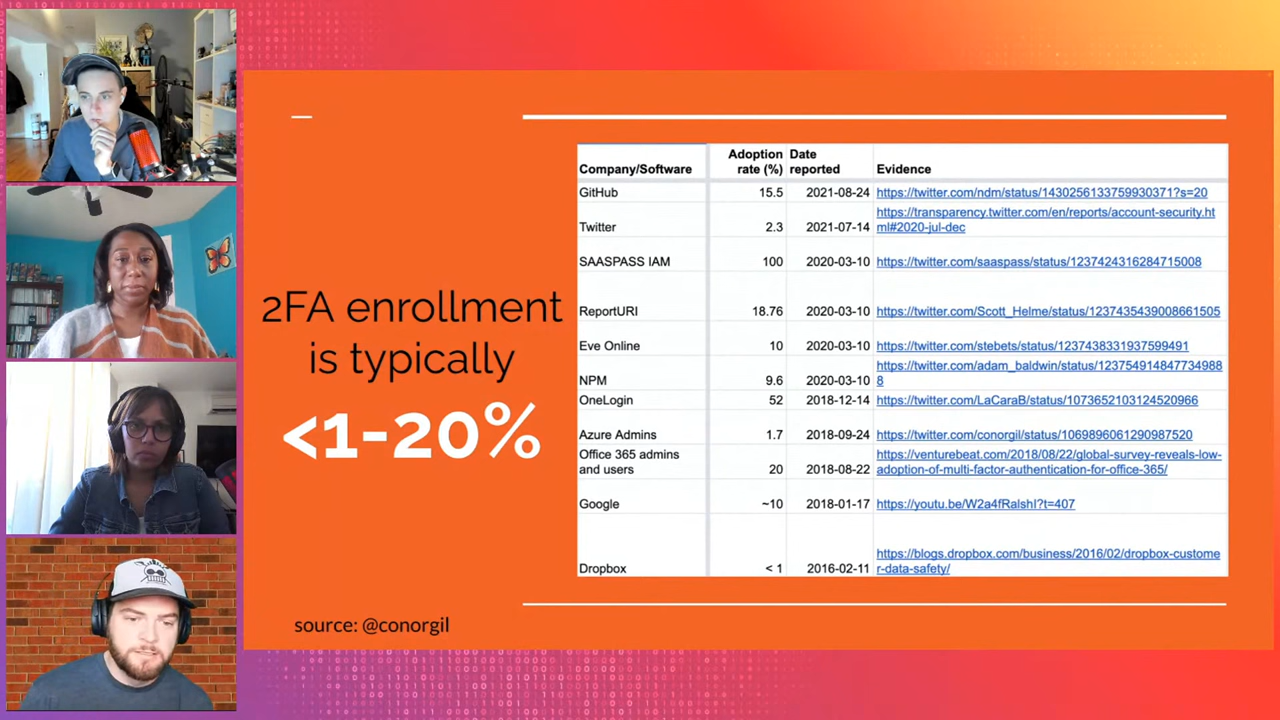 2FA enrollment
is typically
<1-20%
source: @conorgil
Company/Software Adoption rate (%) Date reported Evidence
GitHub 15.5 2021-08-24 https://twitter.com/ndm/status/1430256133759930371?s=20
Twitter 2.3 2021-07-14 https://transparency.twitter.com/en/reports/account-security.html#2020-jul-dec
SAASPASS IAM 100 2020-03-10 https://twitter.com/saaspass/status/1237424316284715008
ReportURI 18.76 2020-03-10 https://twitter.com/Scott_Helme/status/1237435439008661505
Eve Online 10 2020-03-10 https://twitter.com/stebets/status/1237438331937599491
NPM 9.6 2020-03-10 https://twitter.com/adam_baldwin/status/1237549148477349888
OneLogin 52 2018-12-14 https://twitter.com/LaCaraB/status/1073652103124520966
Azure Admins 1.7 2018-09-24 https://twitter.com/conorgil/status/1069896061290987520
Office 365 admins and users 20 2018-08-22 https://venturebeat.com/2018/08/22/global-survey-reveals-low-adoption-of-multi-factor-authentication-for-office-365/
Google ~10 2018-01-17 https://youtu.be/W2a4fRalshI?t=407
Dropbox < 1 2016-02-11 https://blogs.dropbox.com/business/2016/02/dropbox-customer-data-safety/